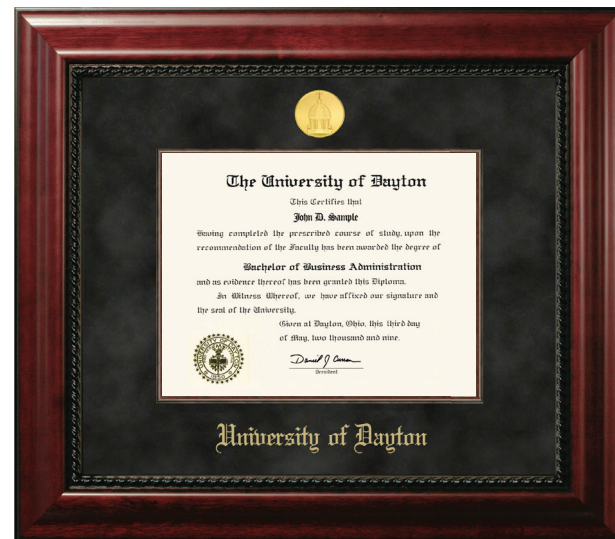 The University of Dayton
This Certifies that
John D. Sample
Having completed the prescribed course of study, upon the
recommendation of the Faculty has been awarded the degree of
Bachelor of Business Administration
and as evidence thereof has been granted this Diploma.
In Witness Whereof, we have affixed our signature and
the seal of the University.
Given at Dayton, Ohio, this third day
of May, two thousand and nine.
Daniel J. Curran
President
University of Dayton